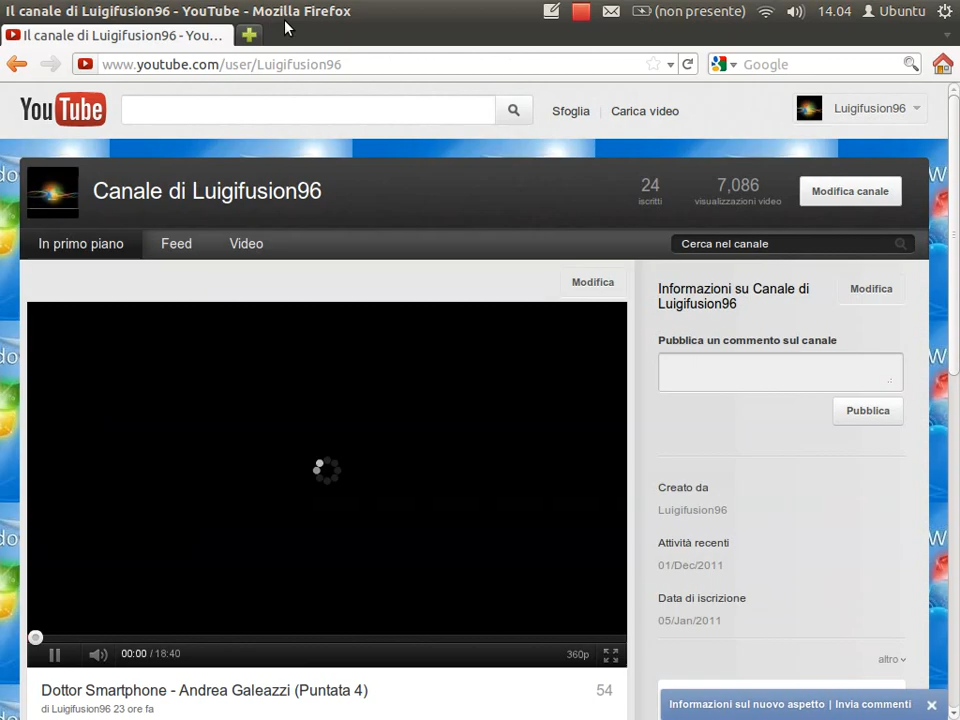 Il canale di Luigifusion96 - YouTube - Mozilla Firefox
(non presente) 14.04 Ubuntu
Il canale di Luigifusion96 - You...
www.youtube.com/user/Luigifusion96
Google
YouTube
Sfoglia | Carica video
Luigifusion96
Canale di Luigifusion96
24
iscritti
7,086
visualizzazioni video
Modifica canale
In primo piano
Feed
Video
Cerca nel canale
Modifica
Informazioni su Canale di
Luigifusion96
Modifica
Pubblica un commento sul canale
Pubblica
Creato da
Luigifusion96
Attività recenti
01/Dec/2011
Data di iscrizione
05/Jan/2011
altro
00:00 / 18:40
360p
Dottor Smartphone - Andrea Galeazzi (Puntata 4)
54
di Luigifusion96 23 ore fa
Informazioni sul nuovo aspetto | Invia commenti